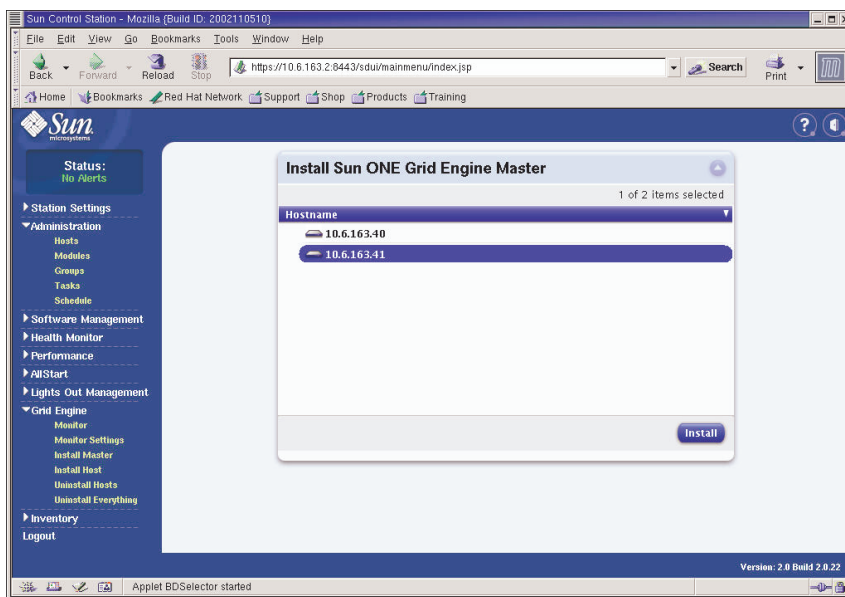 Sun Control Station - Mozilla {Build ID: 2002110510}
File Edit View Go Bookmarks Tools Window Help
Back Forward Reload Stop https://10.6.163.2:8443/sdui/mainmenu/index.jsp Search Print
Home Bookmarks Red Hat Network Support Shop Products Training
Sun
microsystems
?
Status:
No Alerts
Station Settings
Administration
Hosts
Modules
Groups
Tasks
Schedule
Software Management
Health Monitor
Performance
AllStart
Lights Out Management
Grid Engine
Monitor
Monitor Settings
Install Master
Install Host
Uninstall Hosts
Uninstall Everything
Inventory
Logout
Install Sun ONE Grid Engine Master
1 of 2 items selected
Hostname
10.6.163.40
10.6.163.41
Install
Version: 2.0 Build 2.0.22
Applet BDSelector started